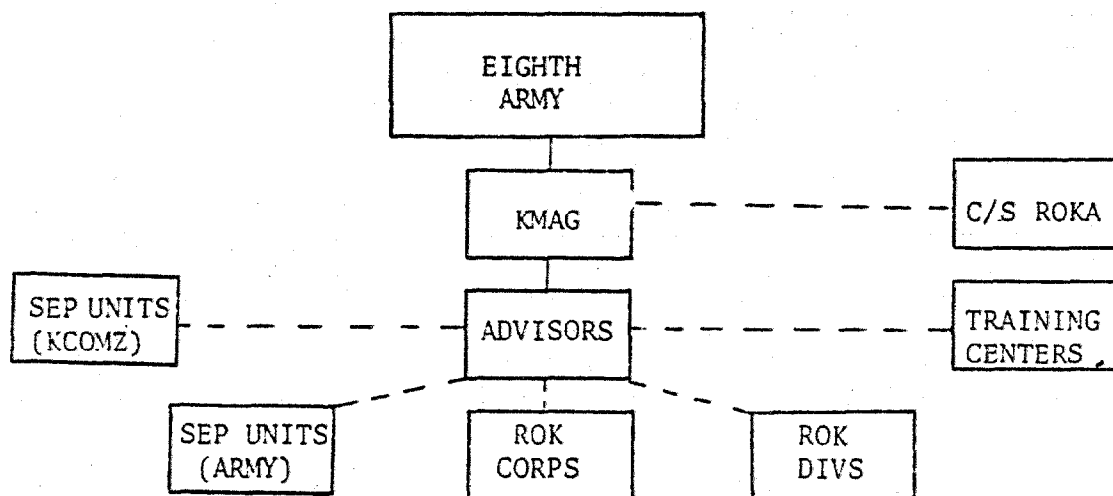 EIGHTH
ARMY
KMAG
C/S ROKA
SEP UNITS
(KCOMZ)
ADVISORS
TRAINING
CENTERS
SEP UNITS
(ARMY)
ROK
CORPS
ROK
DIVS